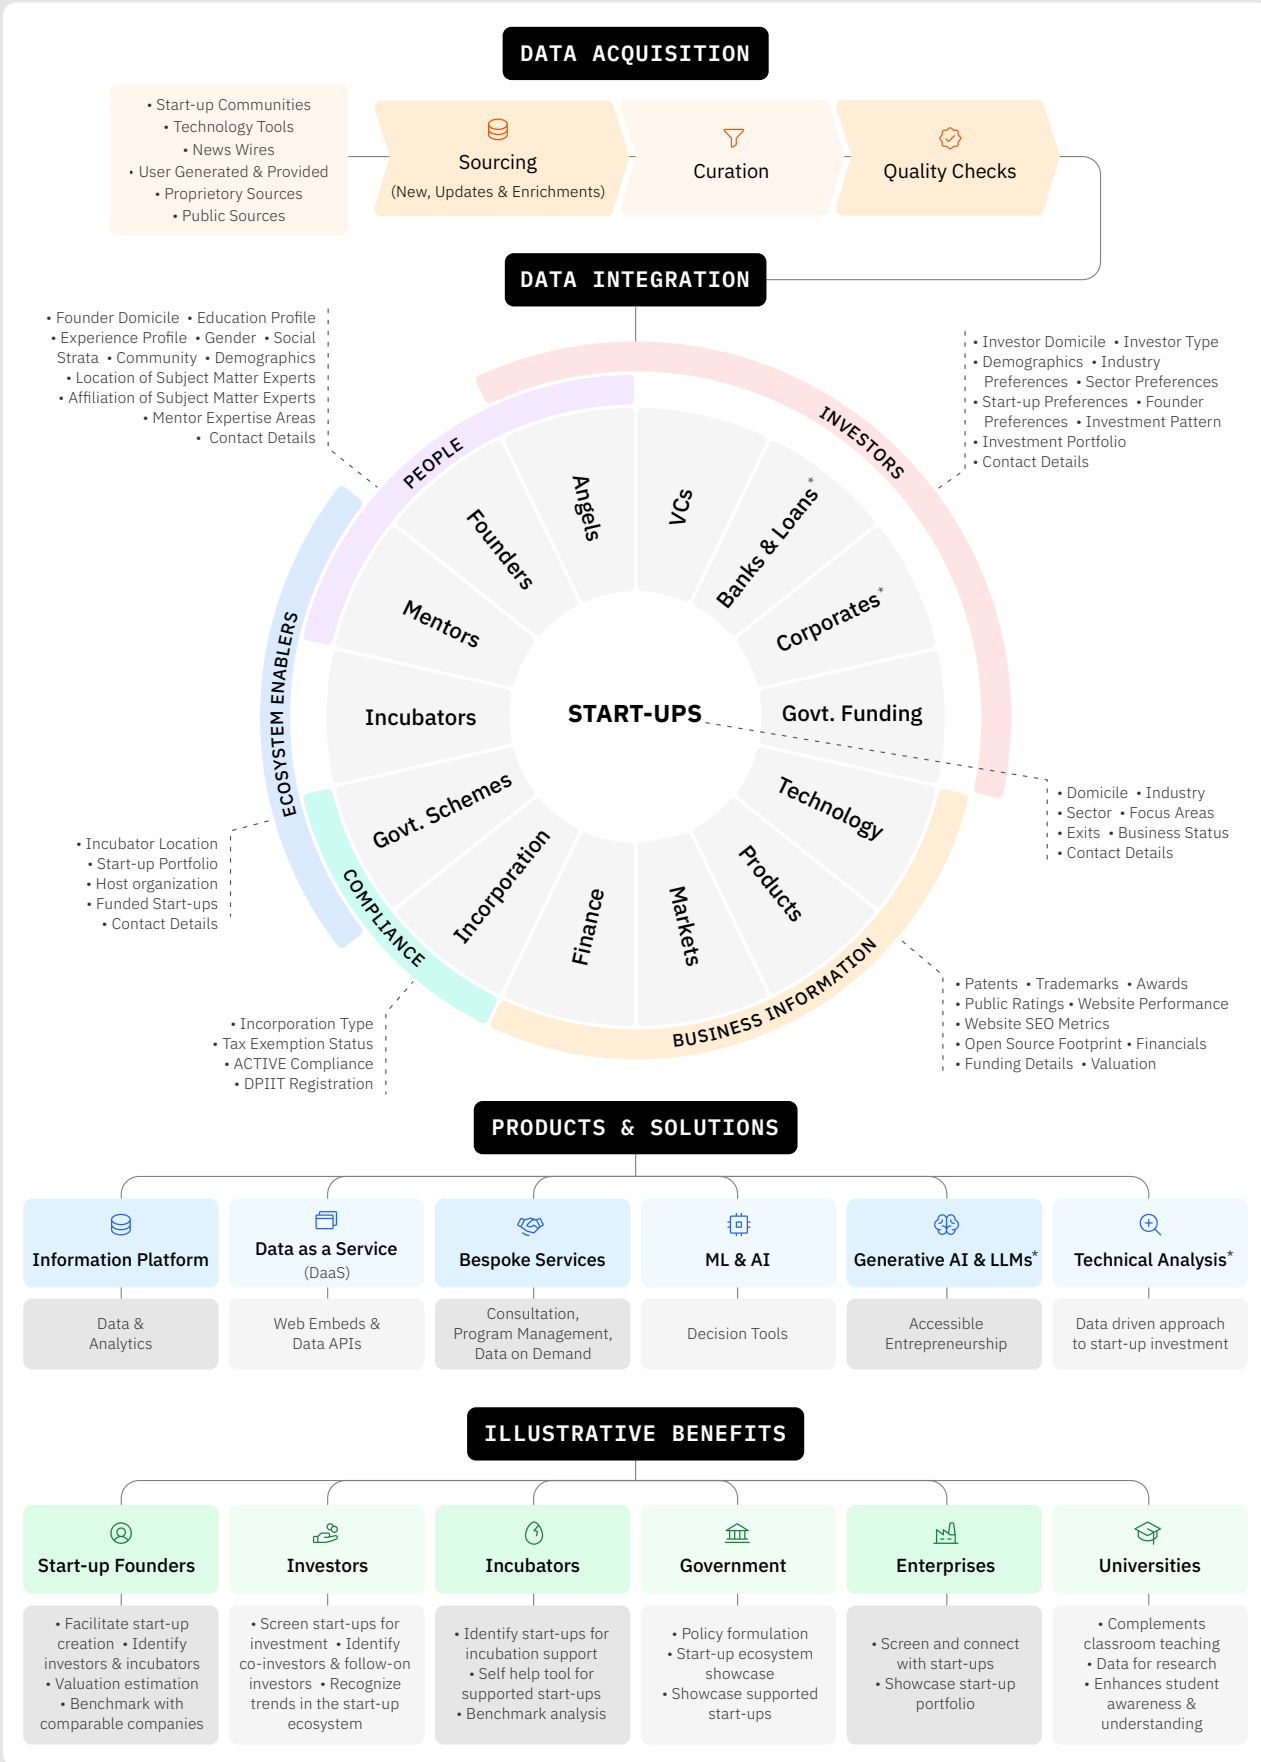 DATA ACQUISITION
• Start-up Communities
• Technology Tools
• News Wires
• User Generated & Provided
• Proprietory Sources
• Public Sources
Sourcing
(New, Updates & Enrichments)
Curation
Quality Checks
DATA INTEGRATION
• Founder Domicile • Education Profile
• Experience Profile • Gender • Social
Strata • Community • Demographics
• Location of Subject Matter Experts
• Affiliation of Subject Matter Experts
• Mentor Expertise Areas
• Contact Details
• Investor Domicile • Investor Type
• Demographics • Industry
Preferences • Sector Preferences
• Start-up Preferences • Founder
Preferences • Investment Pattern
• Investment Portfolio
• Contact Details
PEOPLE
INVESTORS
ECOSYSTEM ENABLERS
COMPLIANCE
BUSINESS INFORMATION
Angels
VCs
Banks & Loans*
Corporates*
Govt. Funding
Technology
Products
Markets
Finance
Incorporation
Govt. Schemes
Incubators
Mentors
Founders
START-UPS
• Domicile • Industry
• Sector • Focus Areas
• Exits • Business Status
• Contact Details
• Incubator Location
• Start-up Portfolio
• Host organization
• Funded Start-ups
• Contact Details
• Patents • Trademarks • Awards
• Public Ratings • Website Performance
• Website SEO Metrics
• Open Source Footprint • Financials
• Funding Details • Valuation
• Incorporation Type
• Tax Exemption Status
• ACTIVE Compliance
• DPIIT Registration
PRODUCTS & SOLUTIONS
Information Platform
Data &
Analytics
Data as a Service
(DaaS)
Web Embeds &
Data APIs
Bespoke Services
Consultation,
Program Management,
Data on Demand
ML & AI
Decision Tools
Generative AI & LLMs*
Accessible
Entrepreneurship
Technical Analysis*
Data driven approach
to start-up investment
ILLUSTRATIVE BENEFITS
Start-up Founders
• Facilitate start-up
creation • Identify
investors & incubators
• Valuation estimation
• Benchmark with
comparable companies
Investors
• Screen start-ups for
investment • Identify
co-investors & follow-on
investors • Recognize
trends in the start-up
ecosystem
Incubators
• Identify start-ups for
incubation support
• Self help tool for
supported start-ups
• Benchmark analysis
Government
• Policy formulation
• Start-up ecosystem
showcase
• Showcase supported
start-ups
Enterprises
• Screen and connect
with start-ups
• Showcase start-up
portfolio
Universities
• Complements
classroom teaching
• Data for research
• Enhances student
awareness &
understanding